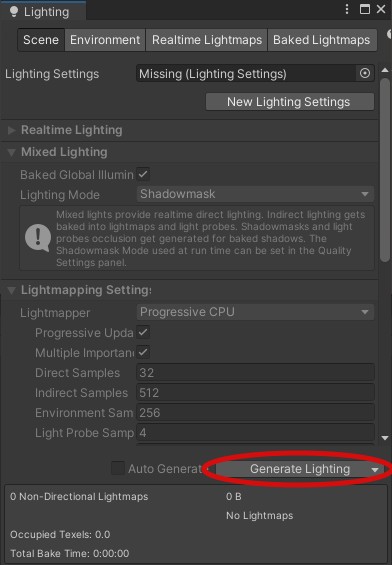 Lighting
Scene Environment Realtime Lightmaps Baked Lightmaps
Lighting Settings Missing (Lighting Settings)
New Lighting Settings
Realtime Lighting
Mixed Lighting
Baked Global Illumin
Lighting Mode Shadowmask
Mixed lights provide realtime direct lighting. Indirect lighting gets
baked into lightmaps and light probes. Shadowmasks and light
probes occlusion get generated for baked shadows. The
Shadowmask Mode used at run time can be set in the Quality
Settings panel.
Lightmapping Settings
Lightmapper Progressive CPU
Progressive Upda
Multiple Importan
Direct Samples 32
Indirect Samples 512
Environment Sam 256
Light Probe Samp 4
Auto Generate Generate Lighting
0 Non-Directional Lightmaps 0 B
No Lightmaps
Occupied Texels: 0.0
Total Bake Time: 0:00:00